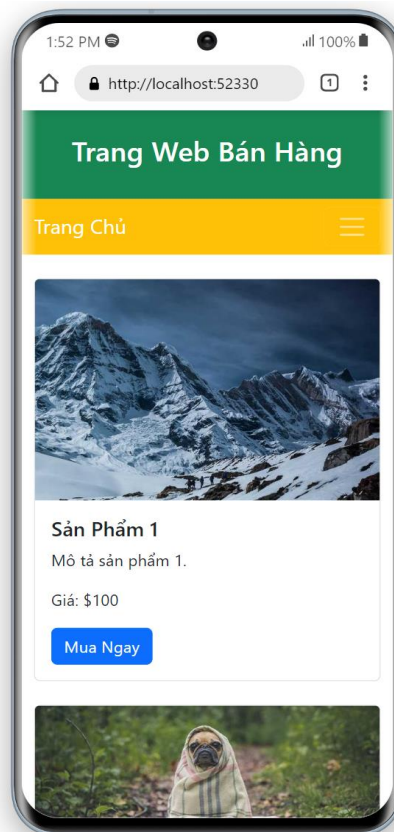 1:52 PM
100%
http://localhost:52330
1
Trang Web Bán Hàng
Trang Chủ
Sản Phẩm 1
Mô tả sản phẩm 1.
Giá: $100
Mua Ngay